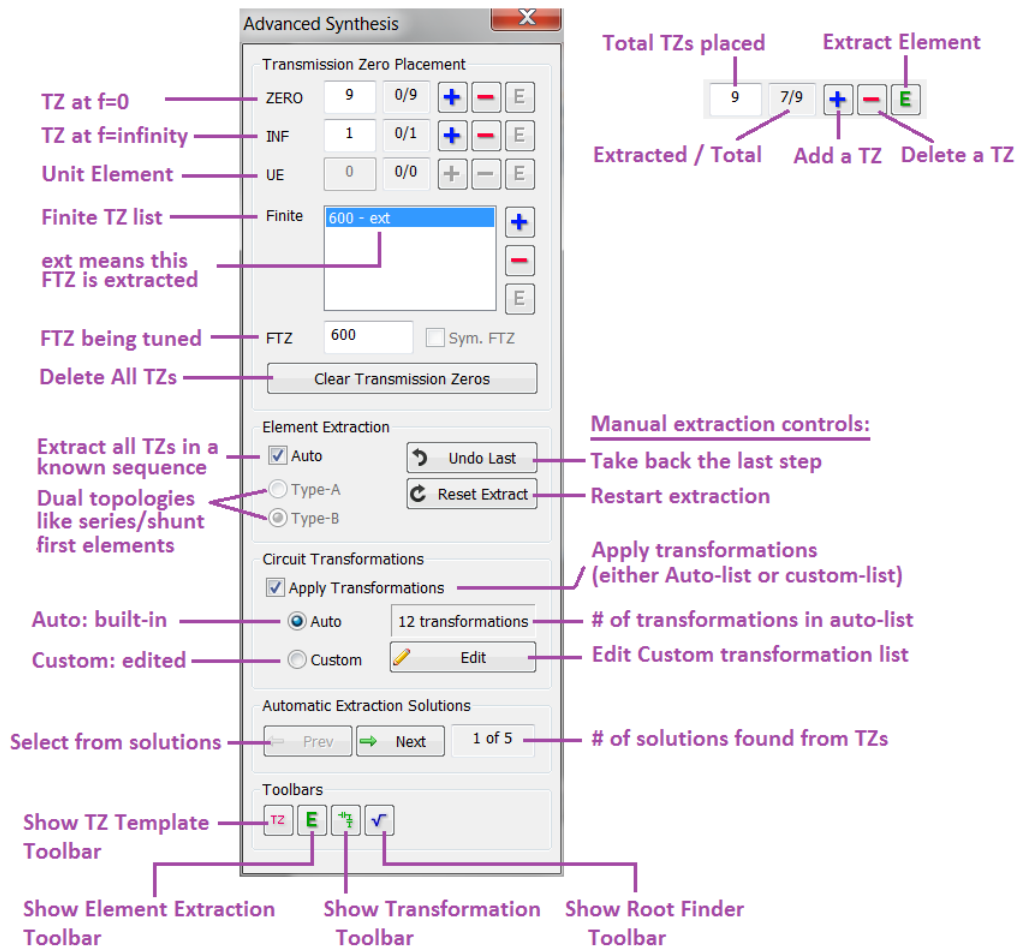 Advanced Synthesis
X
Total TZs placed
Extract Element
9 7/9 + − E
Extracted / Total
Add a TZ
Delete a TZ
Transmission Zero Placement
TZ at f=0
ZERO 9 0/9 + − E
TZ at f=infinity
INF 1 0/1 + − E
Unit Element
UE 0 0/0 + − E
Finite TZ list
Finite 600 - ext +
ext means this
FTZ is extracted
−
E
FTZ being tuned
FTZ 600 Sym. FTZ
Delete All TZs
Clear Transmission Zeros
Element Extraction
Extract all TZs in a
known sequence
Auto
Undo Last
Type-A
Reset Extract
Type-B
Dual topologies
like series/shunt
first elements
Manual extraction controls:
Take back the last step
Restart extraction
Circuit Transformations
Apply Transformations
Apply transformations
(either Auto-list or custom-list)
Auto: built-in
Auto 12 transformations
# of transformations in auto-list
Custom: edited
Custom Edit
Edit Custom transformation list
Automatic Extraction Solutions
Select from solutions
Prev Next 1 of 5
# of solutions found from TZs
Toolbars
TZ E √
Show TZ Template
Toolbar
Show Element Extraction
Toolbar
Show Transformation
Toolbar
Show Root Finder
Toolbar